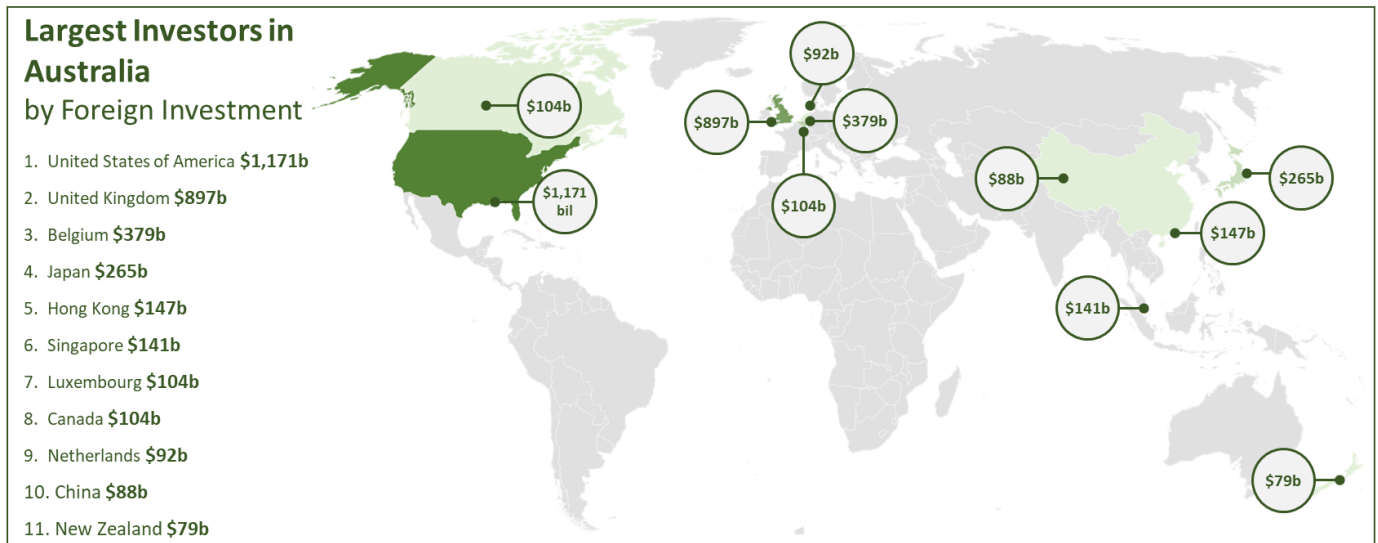 Largest Investors in
Australia
by Foreign Investment
1. United States of America $1,171b
2. United Kingdom $897b
3. Belgium $379b
4. Japan $265b
5. Hong Kong $147b
6. Singapore $141b
7. Luxembourg $104b
8. Canada $104b
9. Netherlands $92b
10. China $88b
11. New Zealand $79b
$92b
$104b
$897b
$379b
$88b
$265b
$1,171
bil
$104b
$147b
$141b
$79b